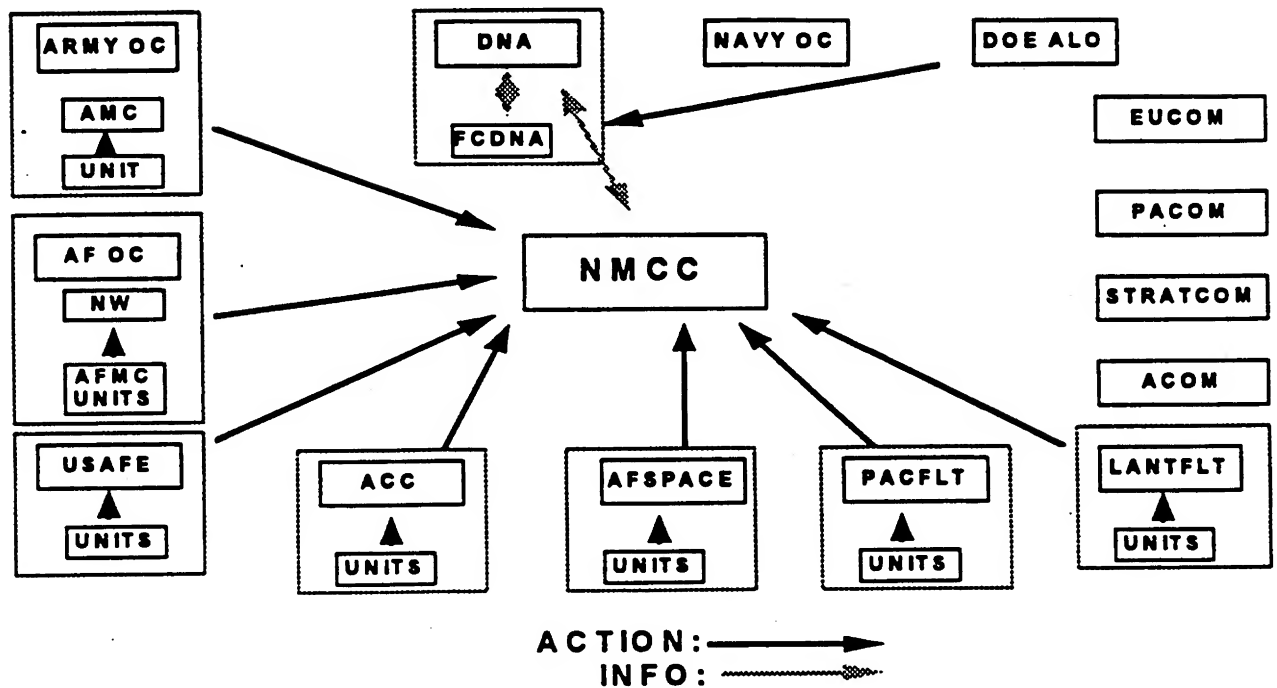 ARMY OC
DNA
NAVY OC
DOE ALO
AMC
UNIT
FCDNA
EUCOM
PACOM
AF OC
NW
AFMC
UNITS
NMCC
STRATCOM
ACOM
USAFE
UNITS
ACC
UNITS
AFSPACE
UNITS
PACFLT
UNITS
LANTFLT
UNITS
ACTION:
INFO: